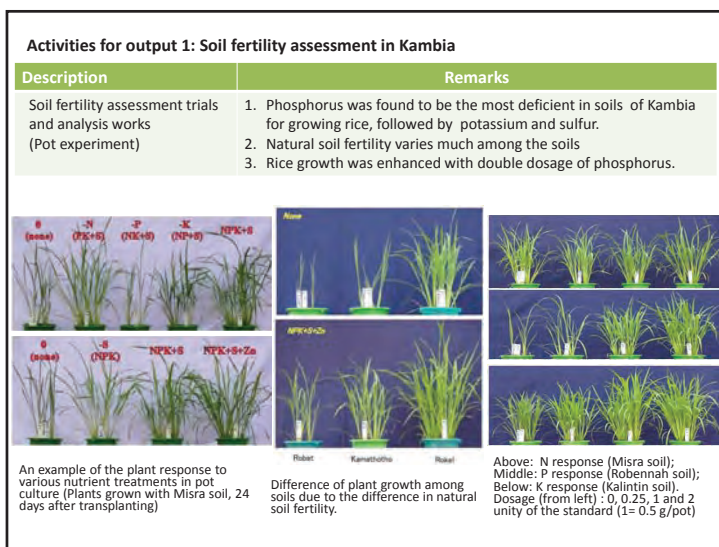 Activities for output 1: Soil fertility assessment in Kambia
Description
Remarks
Soil fertility assessment trials
and analysis works
(Pot experiment)
1. Phosphorus was found to be the most deficient in soils of Kambia
for growing rice, followed by potassium and sulfur.
2. Natural soil fertility varies much among the soils
3. Rice growth was enhanced with double dosage of phosphorus.
0 -N -P -K NPK+S
(none) (PK+S) (NK+S) (NP+S)
0 -S NPK+S NPK+S+Zn
(none) (NPK)
None
NPK+S+Zn
Robat Kamathotho Rokel
An example of the plant response to
various nutrient treatments in pot
culture (Plants grown with Misra soil, 24
days after transplanting)
Difference of plant growth among
soils due to the difference in natural
soil fertility.
Above: N response (Misra soil);
Middle: P response (Robennah soil);
Below: K response (Kalintin soil).
Dosage (from left) : 0, 0.25, 1 and 2
unity of the standard (1= 0.5 g/pot)